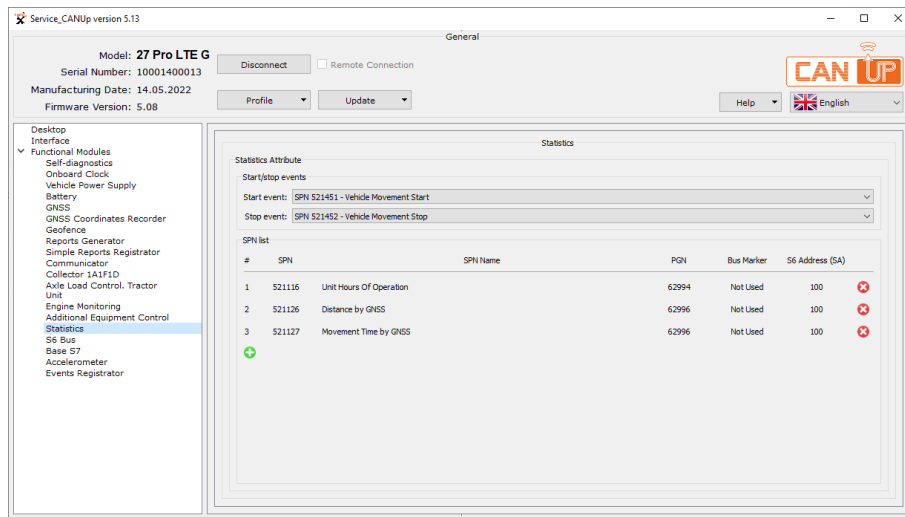 Service_CANUp version 5.13
General
Model: 27 Pro LTE G
Serial Number: 10001400013
Manufacturing Date: 14.05.2022
Firmware Version: 5.08
Disconnect
Remote Connection
Profile
Update
CAN UP
Help
English
Desktop
Interface
Functional Modules
Self-diagnostics
Onboard Clock
Vehicle Power Supply
Battery
GNSS
GNSS Coordinates Recorder
Geofence
Reports Generator
Simple Reports Registrator
Communicator
Collector 1A1F1D
Axle Load Control. Tractor
Unit
Engine Monitoring
Additional Equipment Control
Statistics
S6 Bus
Base S7
Accelerometer
Events Registrator
Statistics
Statistics Attribute
Start/stop events
Start event: SPN 521451 - Vehicle Movement Start
Stop event: SPN 521452 - Vehicle Movement Stop
SPN list
# SPN SPN Name PGN Bus Marker S6 Address (SA)
1 521116 Unit Hours Of Operation 62994 Not Used 100
2 521126 Distance by GNSS 62996 Not Used 100
3 521127 Movement Time by GNSS 62996 Not Used 100